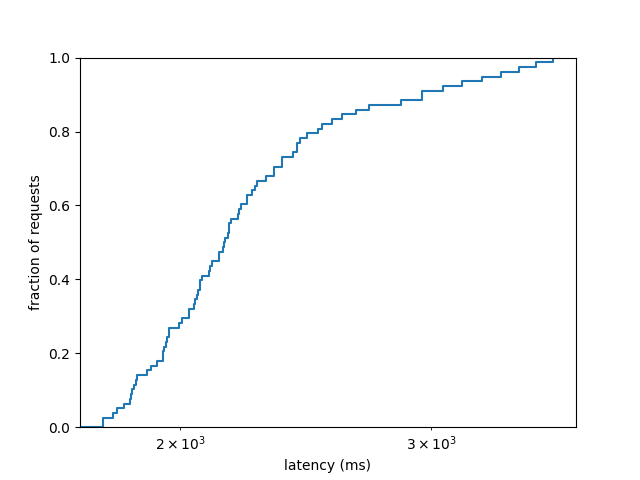 1.0
0.8
0.6
0.4
0.2
0.0
fraction of requests
2 × 10³
3 × 10³
latency (ms)